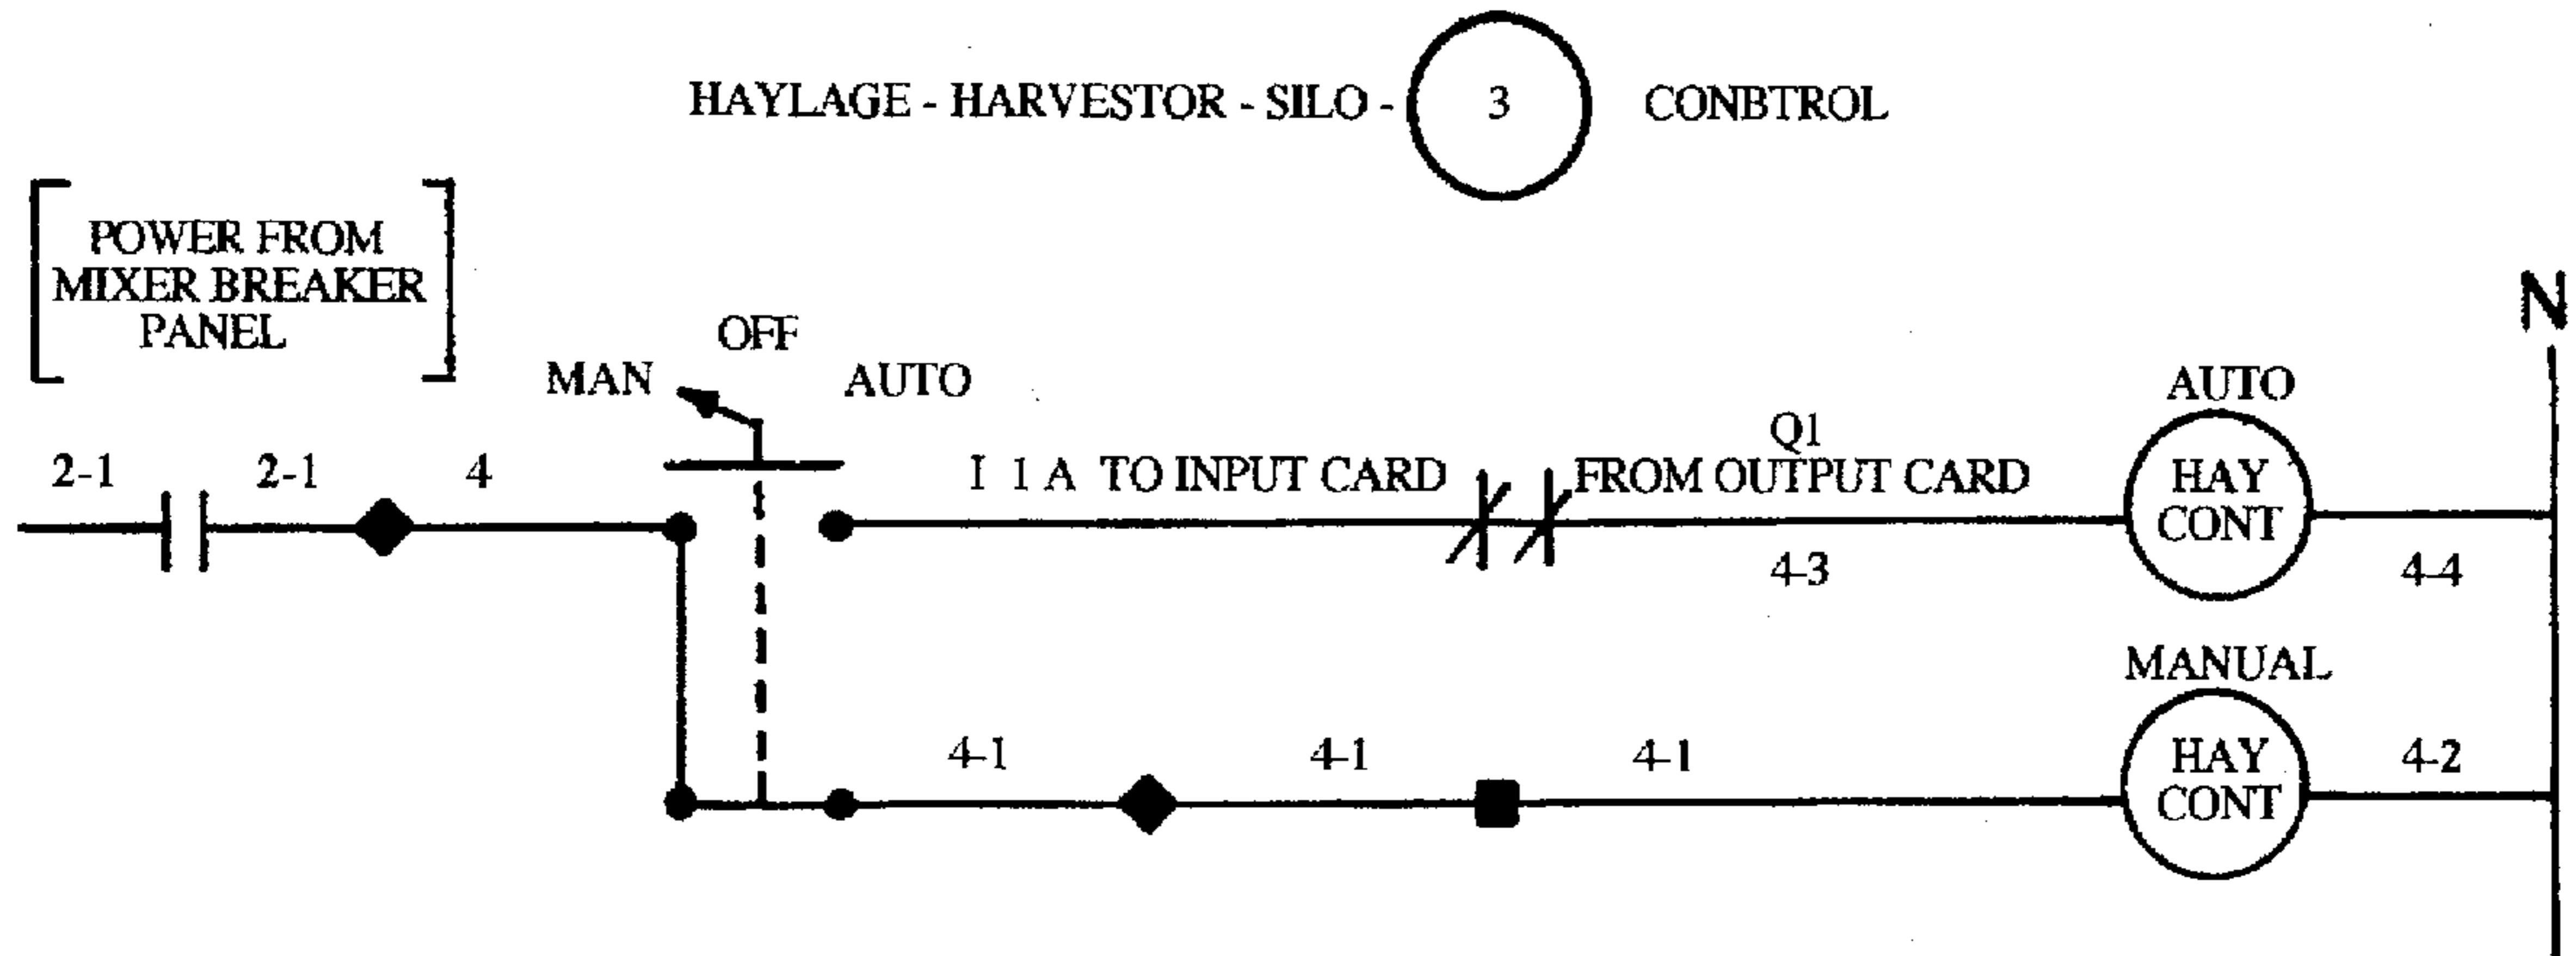 HAYLAGE - HARVESTOR - SILO - 3 CONBTROL
POWER FROM
MIXER BREAKER
PANEL
N
OFF
MAN
AUTO
AUTO
2-1
2-1
4
I 1 A TO INPUT CARD
Q1
FROM OUTPUT CARD
HAY
CONT
4-3
4-4
MANUAL
4-1
4-1
4-1
HAY
CONT
4-2